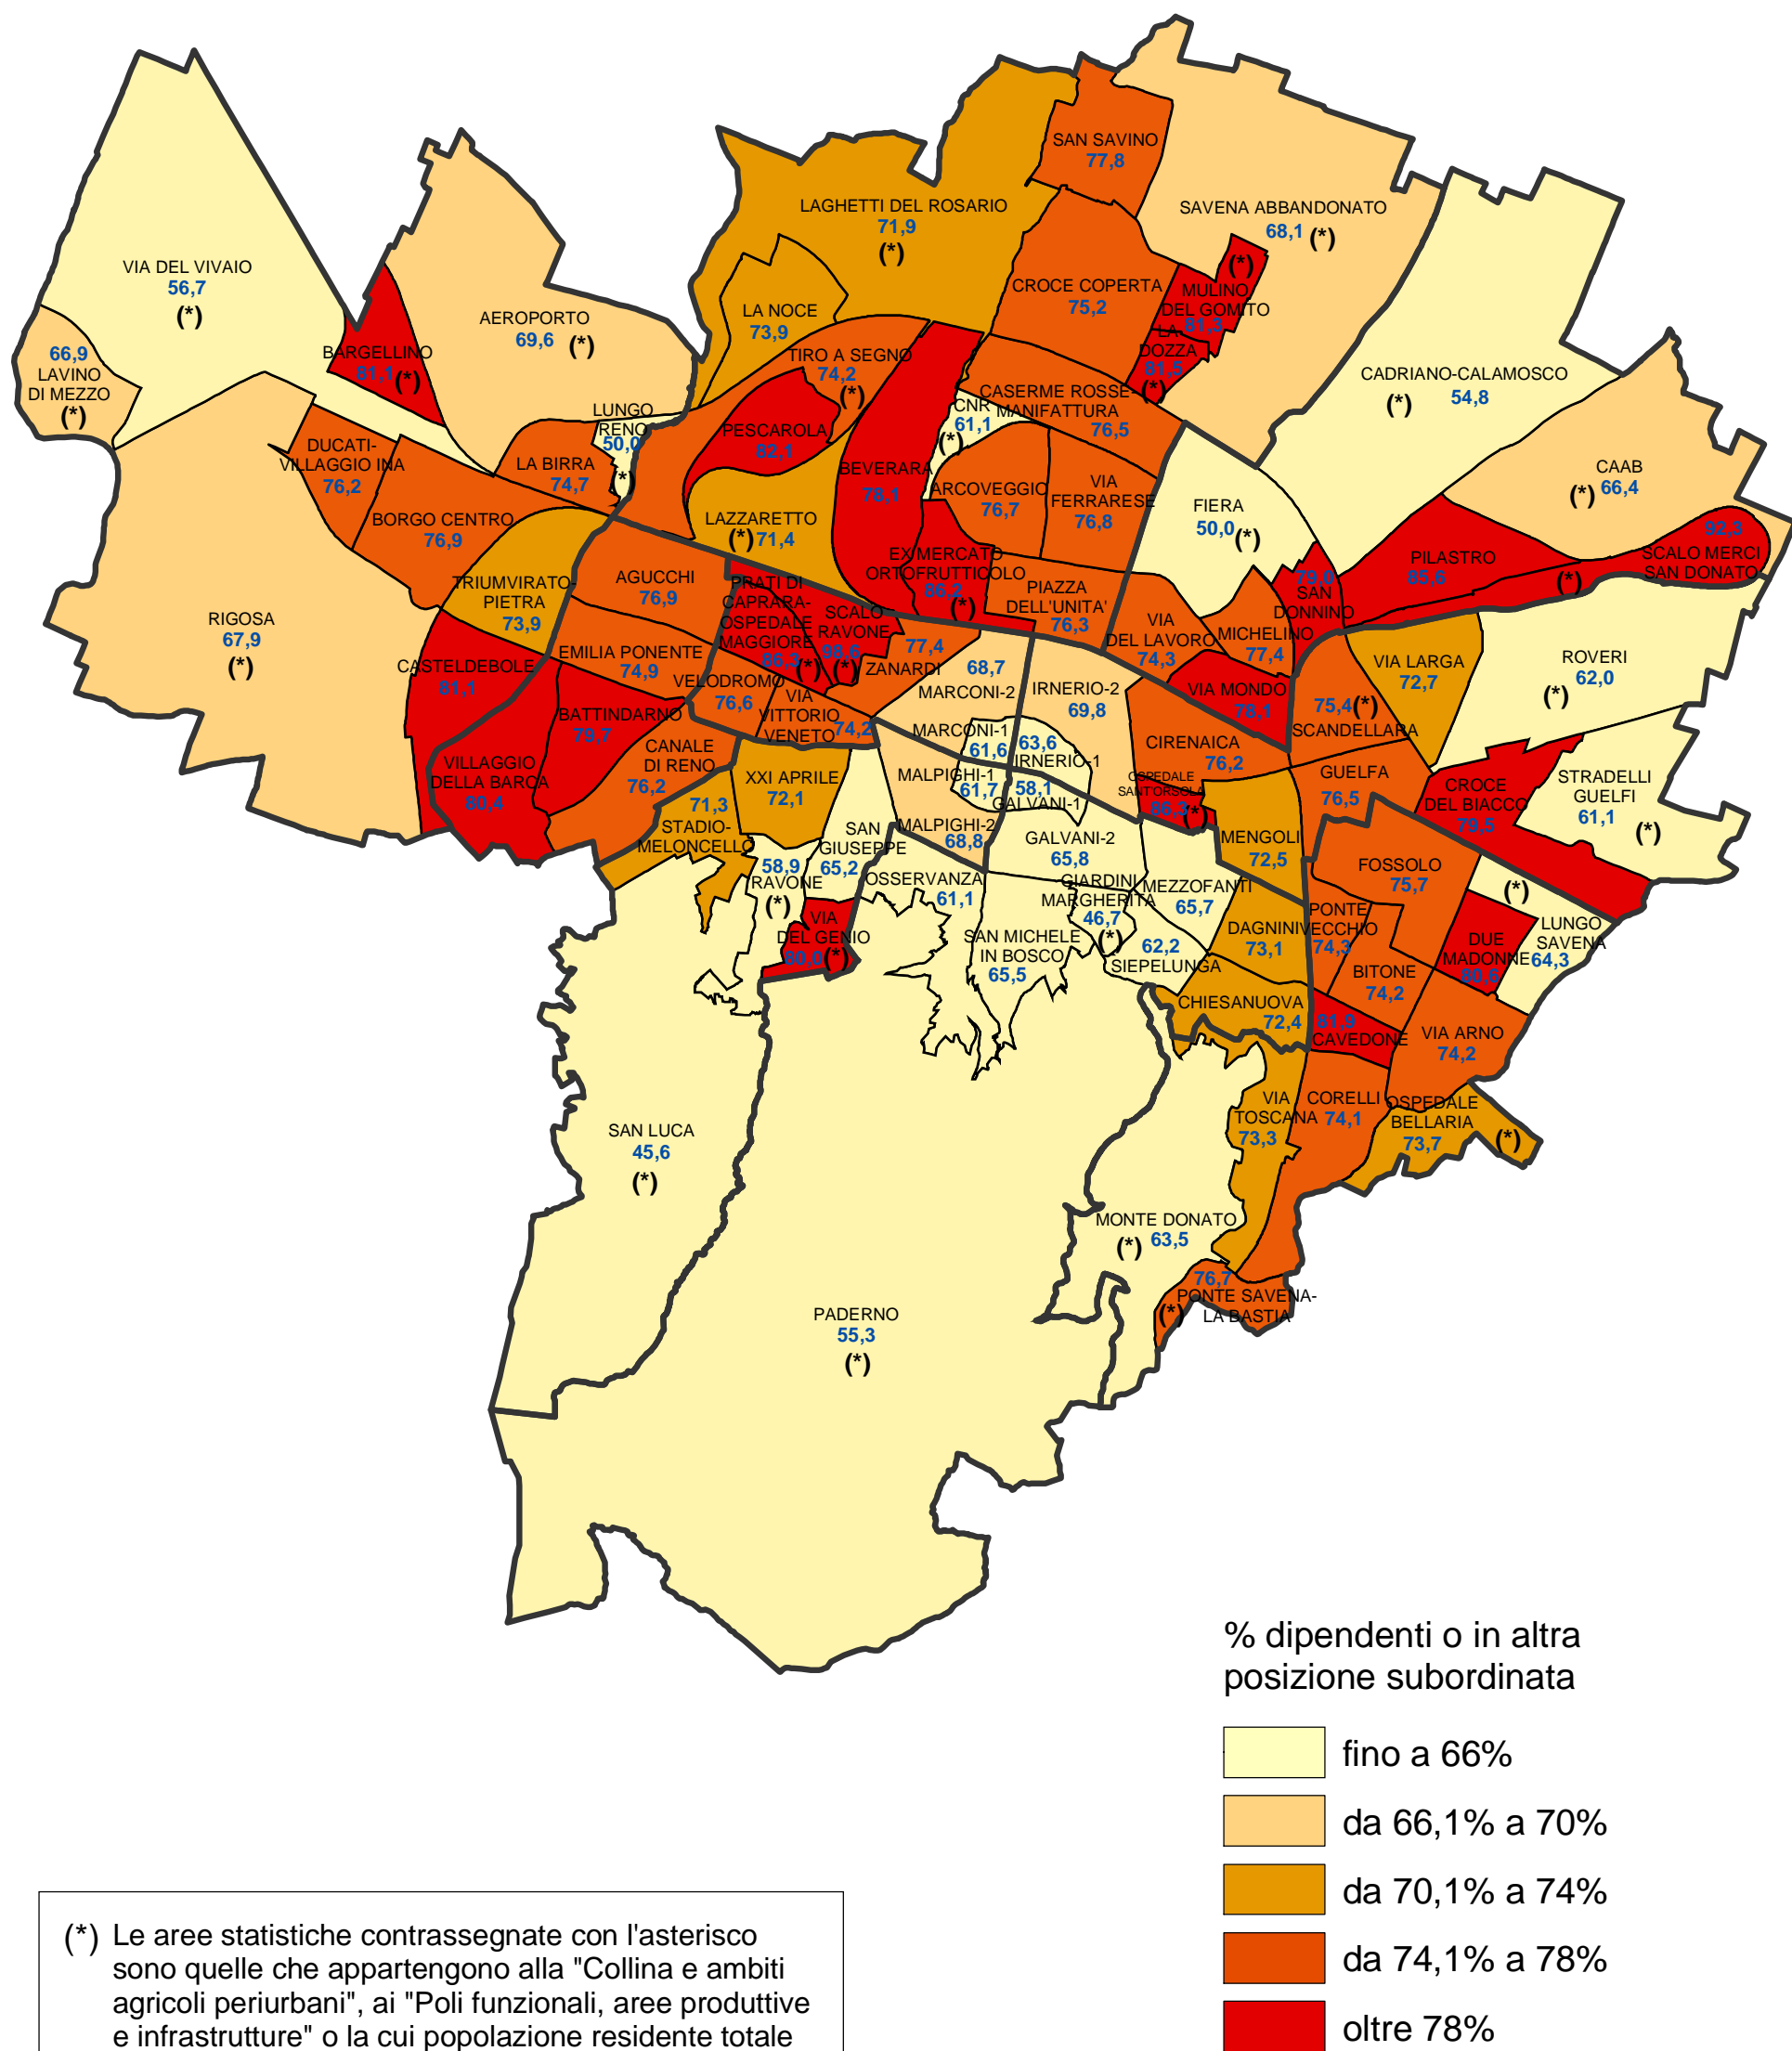 SAN SAVINO
77,8
LAGHETTI DEL ROSARIO
71,9
(*)
SAVENA ABBANDONATO
68,1 (*)
VIA DEL VIVAIO
56,7
(*)
AEROPORTO
69,6 (*)
LA NOCE
73,9
CROCE COPERTA
75,2
(*)
MULINO
DEL GOMITO
81,3
LA
DOZZA
81,5
(*)
BARGELLINO
81,1 (*)
66,9
LAVINO
DI MEZZO
(*)
TIRO A SEGNO
74,2
(*)
CASERME ROSSE-
MANIFATTURA
76,5
CNR
61,1
(*)
CADRIANO-CALAMOSCO
(*) 54,8
LUNGO
RENO
50,0
(*)
PESCAROLA
82,1
DUCATI-
VILLAGGIO INA
76,2
LA BIRRA
74,7
BEVERARA
78,1
ARCOVEGGIO
76,7
VIA
FERRARESE
76,8
FIERA
50,0 (*)
CAAB
(*) 66,4
BORGO CENTRO
76,9
LAZZARETTO
(*) 71,4
EX MERCATO
ORTOFRUTTICOLO
86,2
(*)
92,3
SCALO MERCI
SAN DONATO
(*)
PILASTRO
85,6
TRIUMVIRATO-
PIETRA
73,9
AGUCCHI
76,9
PRATI DI
CAPRARA-
OSPEDALE
MAGGIORE
86,3 (*)
SCALO
RAVONE
98,6
(*)
PIAZZA
DELL'UNITA'
76,3
79,0
SAN
DONNINO
RIGOSA
67,9
(*)
VIA
DEL LAVORO
74,3
MICHELINO
77,4
VIA LARGA
72,7
ROVERI
62,0
(*)
CASTELDEBOLE
81,1
EMILIA PONENTE
74,9
77,4
ZANARDI
68,7
MARCONI-2
IRNERIO-2
69,8
VIA MONDO
78,1
75,4 (*)
SCANDELLARA
VELODROMO
76,6
VIA
VITTORIO
VENETO 74,2
BATTINDARNO
79,7
MARCONI-1
61,6
63,6
IRNERIO-1
CIRENAICA
76,2
CANALE
DI RENO
76,2
VILLAGGIO
DELLA BARCA
80,4
XXI APRILE
72,1
MALPIGHI-1
61,7
58,1
GALVANI-1
OSPEDALE
SANT'ORSOLA
86,3 (*)
GUELFA
76,5
CROCE
DEL BIACCO
79,5
STRADELLI
GUELFI
61,1
(*)
71,3
STADIO-
MELONCELLO
SAN
GIUSEPPE
65,2
MALPIGHI-2
68,8
GALVANI-2
65,8
MENGOLI
72,5
FOSSOLO
75,7
58,9
RAVONE
(*)
OSSERVANZA
61,1
GIARDINI
MARGHERITA
46,7
(*)
MEZZOFANTI
65,7
(*)
LUNGO
SAVENA
64,3
VIA
DEL GENIO
80,0 (*)
SAN MICHELE
IN BOSCO
65,5
62,2
SIEPELUNGA
DAGNINI
73,1
PONTE
VECCHIO
74,3
DUE
MADONNE
80,6
BITONE
74,2
CHIESANUOVA
72,4
81,9
CAVEDONE
VIA ARNO
74,2
VIA
TOSCANA
73,3
CORELLI
74,1
OSPEDALE
BELLARIA
73,7
(*)
SAN LUCA
45,6
(*)
MONTE DONATO
(*) 63,5
76,7
PONTE SAVENA-
LA BASTIA
(*)
PADERNO
55,3
(*)
% dipendenti o in altra
posizione subordinata
fino a 66%
da 66,1% a 70%
da 70,1% a 74%
da 74,1% a 78%
oltre 78%
(*) Le aree statistiche contrassegnate con l'asterisco
sono quelle che appartengono alla "Collina e ambiti
agricoli periurbani", ai "Poli funzionali, aree produttive
e infrastrutture" o la cui popolazione residente totale